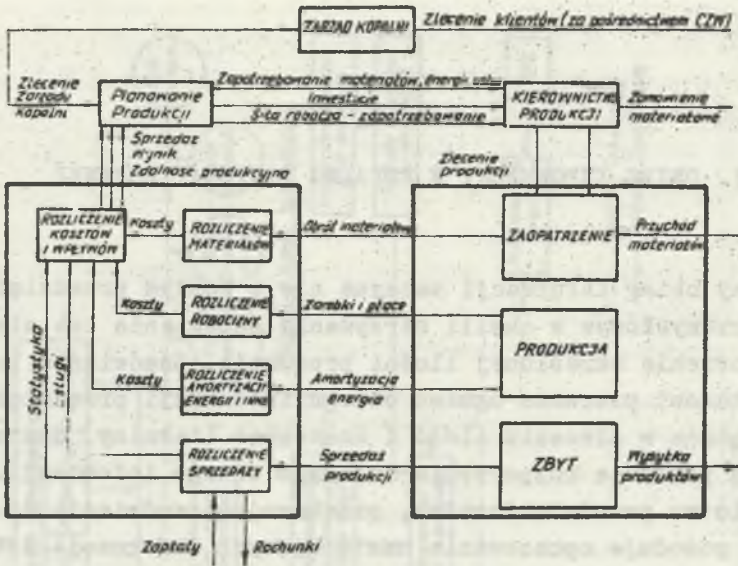 ZARZĄD KOPALNI
Zlecenie klientów (za pośrednictwem CZW)
Zlecenie
Zarządu
kopalni
Planowanie
Produkcji
Zapotrzebowanie materiałów, energii, usług
Inwestycje
Siła robocza - zapotrzebowanie
KIEROWNICTWO
PRODUKCJI
Zamówienie
materiałowe
Sprzedaż
wynik
Zdolność produkcyjna
Zlecenie
produkcji
ROZLICZENIE
KOSZTÓW
I WPŁYWÓW
Koszty
ROZLICZENIE
MATERIAŁÓW
Obrót materiałów
ZAOPATRZENIE
Przychód
materiałów
Koszty
ROZLICZENIE
ROBOCIZNY
Zarobki i płace
PRODUKCJA
Statystyka
usługi
Koszty
ROZLICZENIE
AMORTYZACJI
ENERGII I INNE
Amortyzacja
energia
ROZLICZENIE
SPRZEDAŻY
Sprzedaż
produkcji
ZBYT
Wysyłka
produktów
Zapłaty
Rachunki